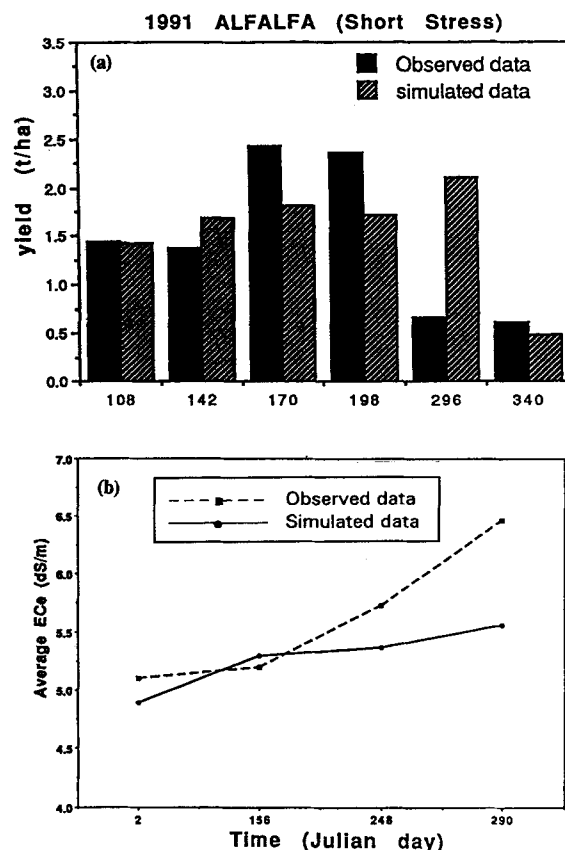 1991 ALFALFA (Short Stress)
(a)
Observed data
simulated data
yield (t/ha)
3.5
3.0
2.5
2.0
1.5
1.0
0.5
0.0
108 142 170 198 296 340
(b)
Observed data
Simulated data
Average ECe (dS/m)
7.0
6.5
6.0
5.5
5.0
4.5
4.0
2 156 248 290
Time (Julian day)